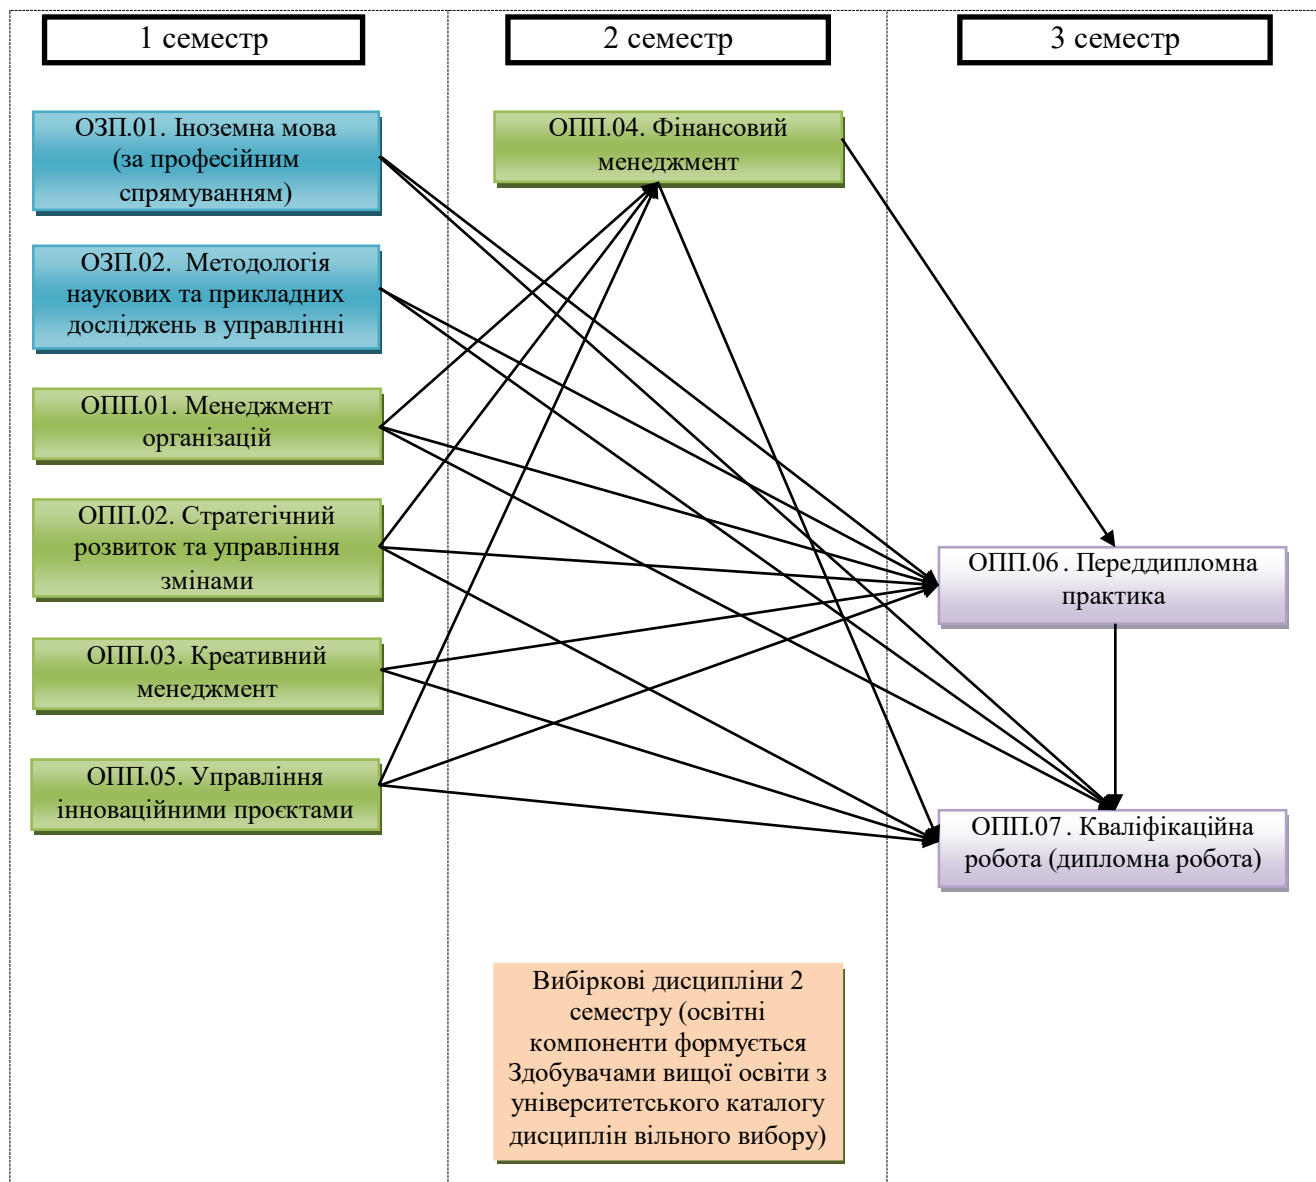 1 семестр
2 семестр
3 семестр
ОЗП.01. Іноземна мова
(за професійним
спрямуванням)
ОПП.04. Фінансовий
менеджмент
ОЗП.02.  Методологія
наукових та прикладних
досліджень в управлінні
ОПП.01. Менеджмент
організацій
ОПП.02. Стратегічний
розвиток та управління
змінами
ОПП.06 . Переддипломна
практика
ОПП.03. Креативний
менеджмент
ОПП.05. Управління
інноваційними проєктами
ОПП.07 . Кваліфікаційна
робота (дипломна робота)
Вибіркові дисципліни 2
семестру (освітні
компоненти формується
Здобувачами вищої освіти з
університетського каталогу
дисциплін вільного вибору)